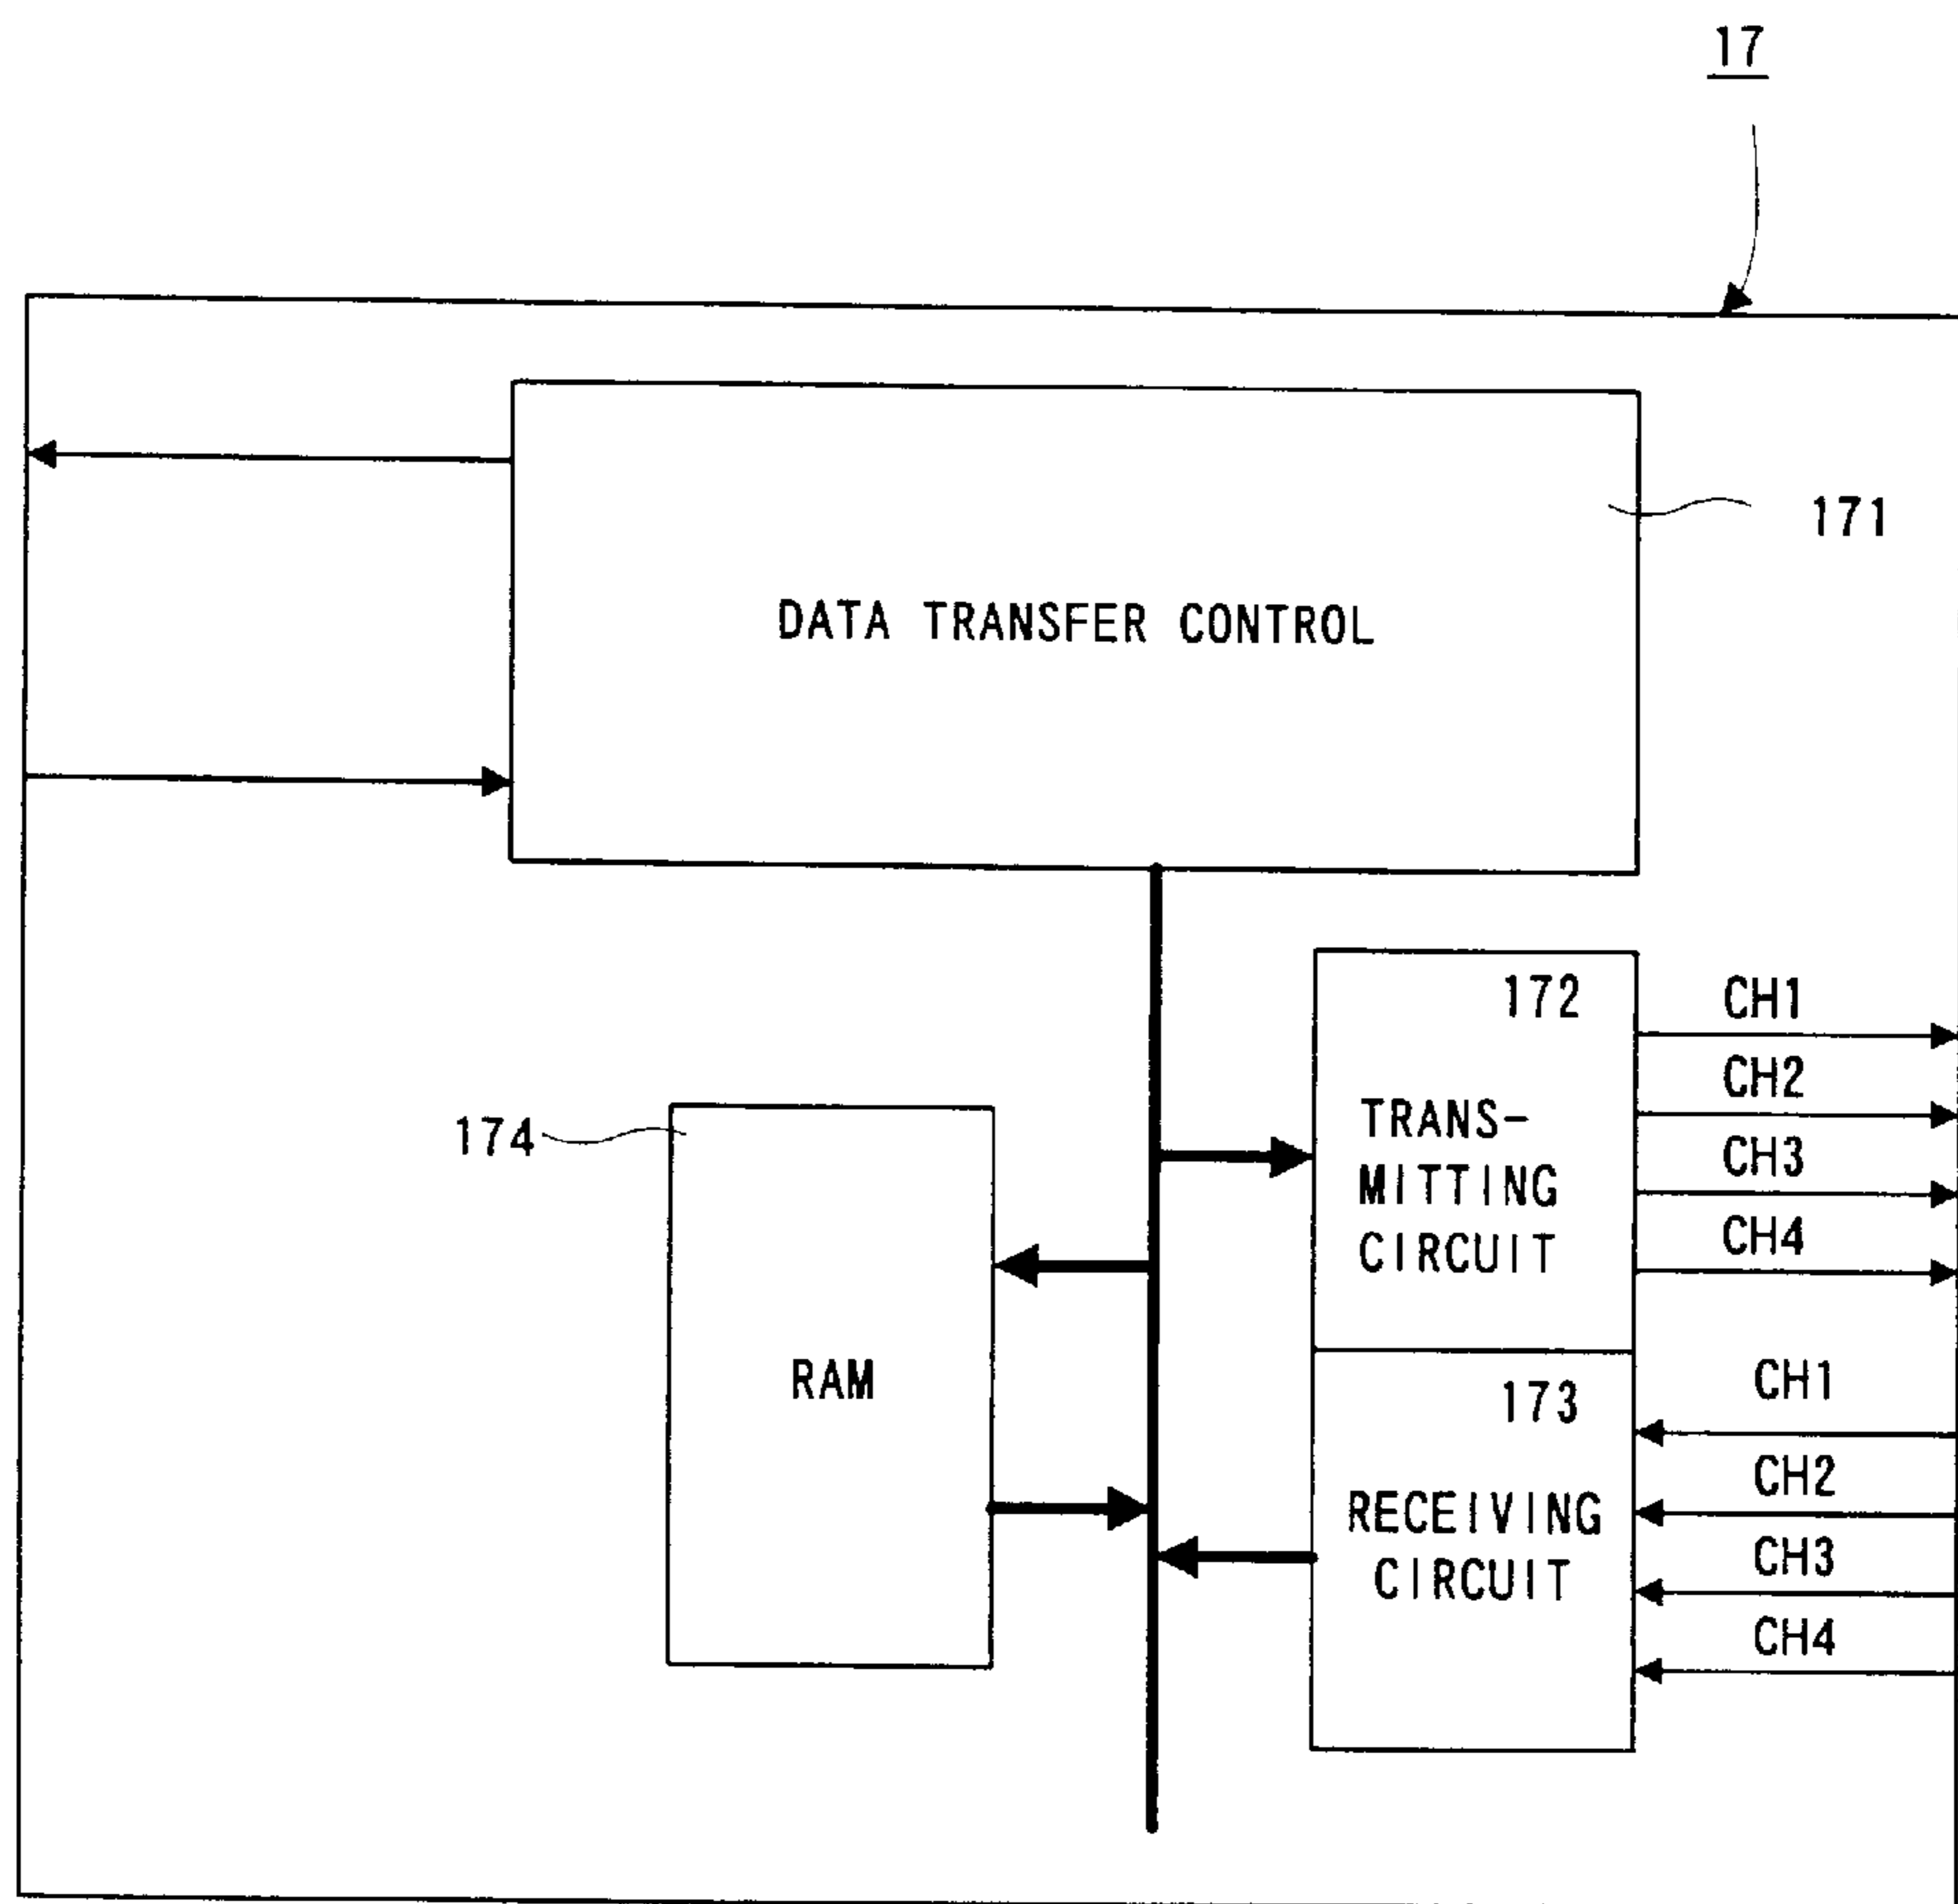 17
171
DATA TRANSFER CONTROL
172
TRANS-
MITTING
CIRCUIT
CH1
CH2
CH3
CH4
174
RAM
173
RECEIVING
CIRCUIT
CH1
CH2
CH3
CH4